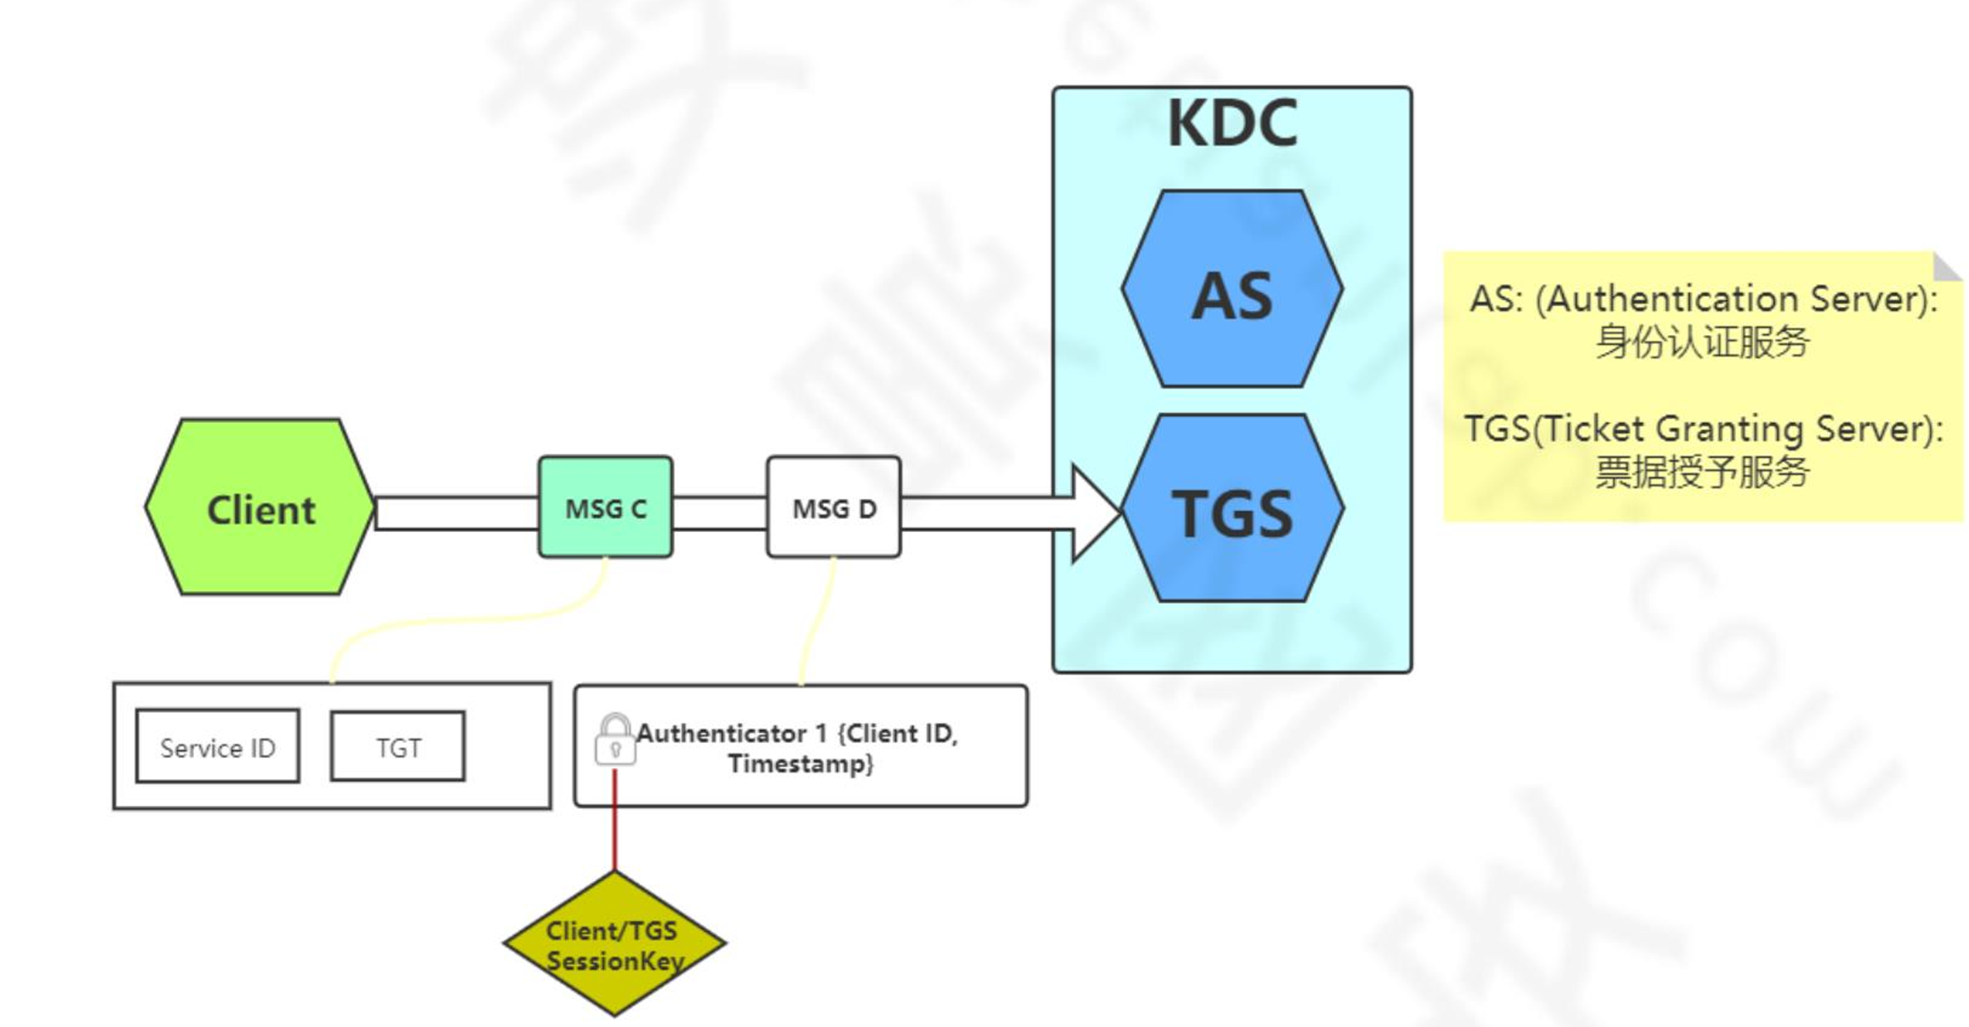 KDC
AS
AS: (Authentication Server):
身份认证服务
TGS(Ticket Granting Server):
票据授予服务
Client
MSG C
MSG D
TGS
Service ID
TGT
Authenticator 1 {Client ID,
Timestamp}
Client/TGS
SessionKey